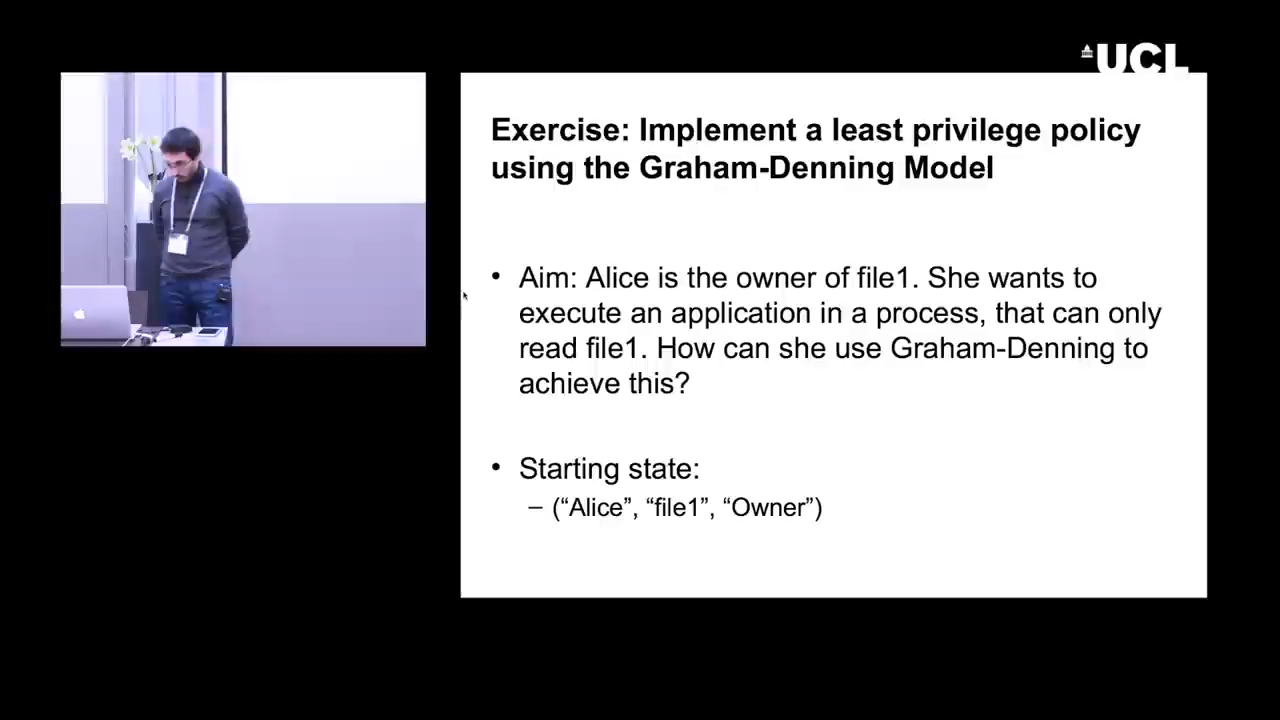 UCL
Exercise: Implement a least privilege policy
using the Graham-Denning Model
• Aim: Alice is the owner of file1. She wants to
execute an application in a process, that can only
read file1. How can she use Graham-Denning to
achieve this?
• Starting state:
– (“Alice”, “file1”, “Owner”)